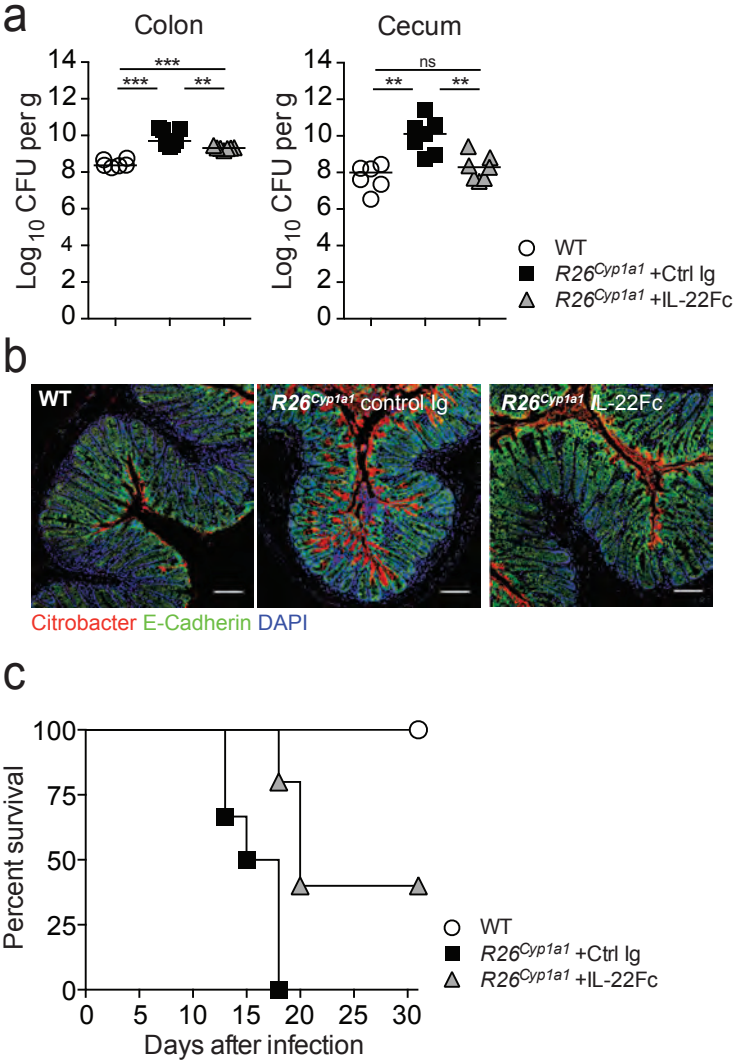 a
Colon
Cecum
Log10 CFU per g
14
12
10
8
6
4
2
0
***
***
**
Log10 CFU per g
14
12
10
8
6
4
2
0
ns
**
**
WT
R26Cyp1a1 +Ctrl Ig
R26Cyp1a1 +IL-22Fc
b
WT
R26Cyp1a1 control Ig
R26Cyp1a1 IL-22Fc
Citrobacter E-Cadherin DAPI
c
Percent survival
100
75
50
25
0
0 5 10 15 20 25 30
Days after infection
WT
R26Cyp1a1 +Ctrl Ig
R26Cyp1a1 +IL-22Fc